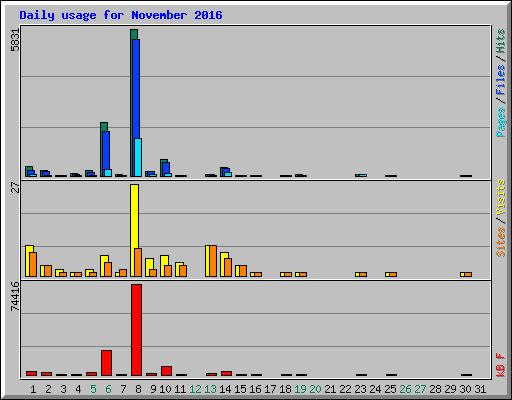 Daily usage for November 2016
5831
Pages / Files / Hits
27
Sites / Visits
74416
kB F
1 2 3 4 5 6 7 8 9 10 11 12 13 14 15 16 17 18 19 20 21 22 23 24 25 26 27 28 29 30 31